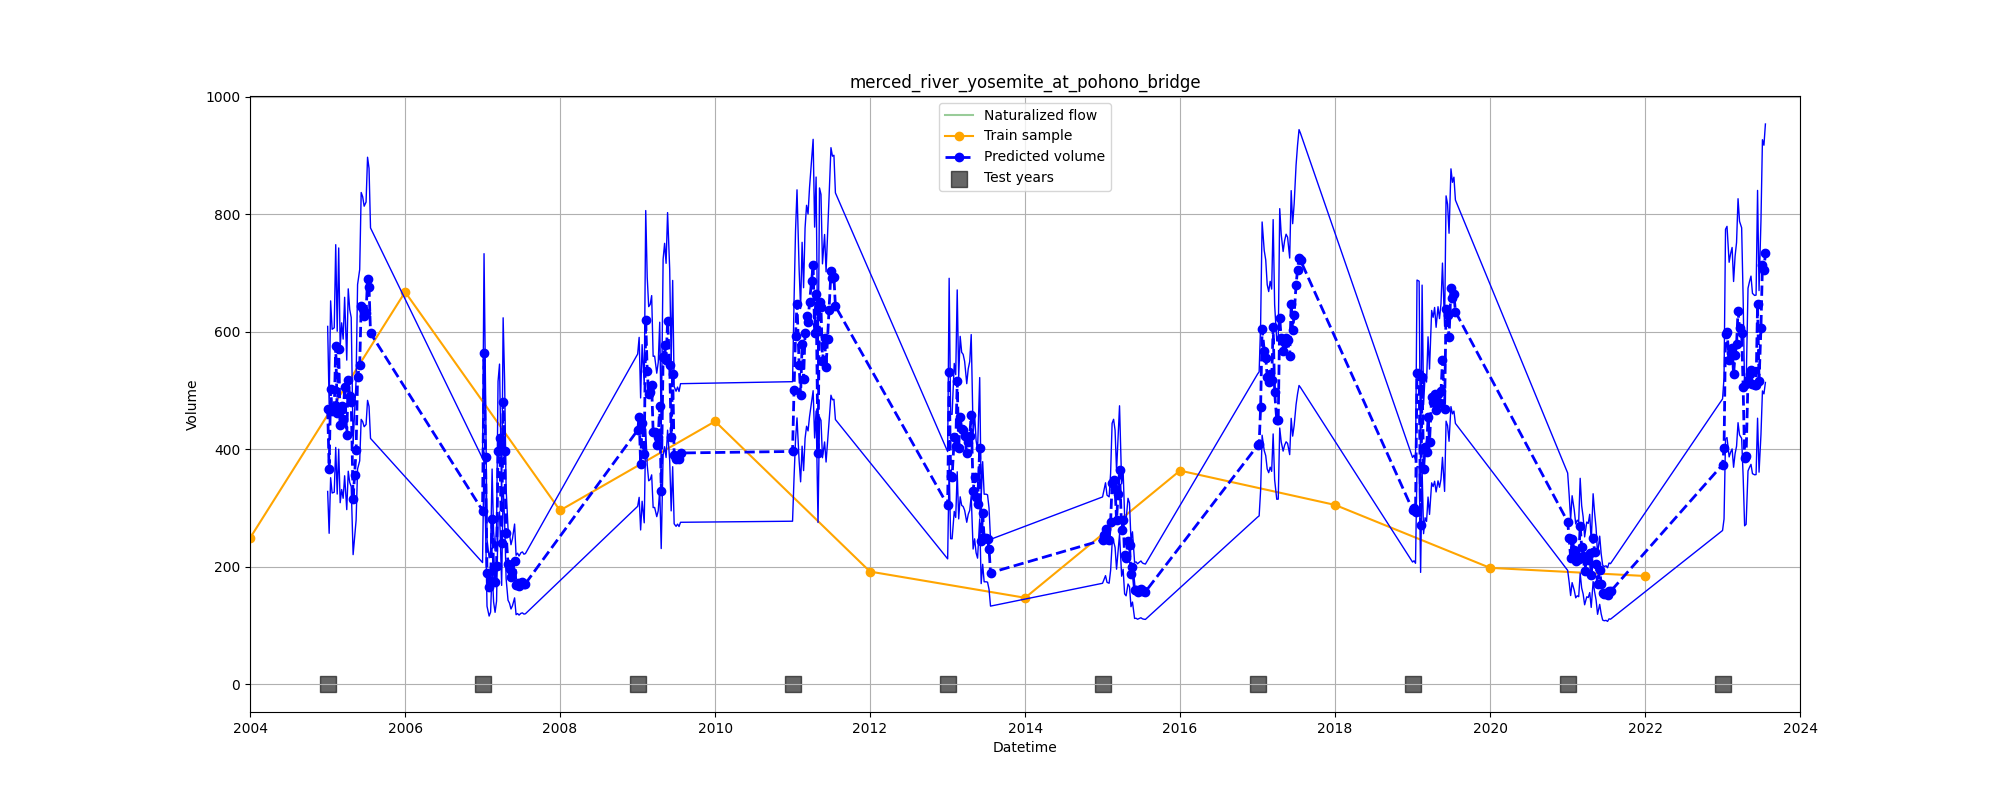 merced_river_yosemite_at_pohono_bridge
Naturalized flow
Train sample
Predicted volume
Test years
Volume
1000
800
600
400
200
0
2004 2006 2008 2010 2012 2014 2016 2018 2020 2022 2024
Datetime